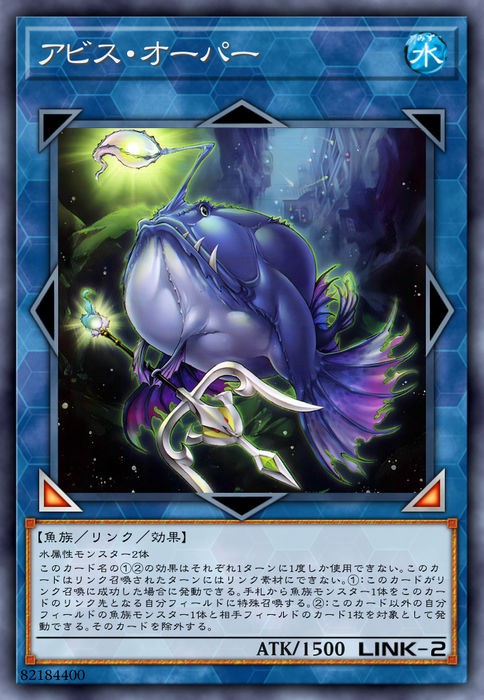 アビス・オーパー
みず
水
【魚族／リンク／効果】
水属性モンスター2体
このカード名の①②の効果はそれぞれ1ターンに1度しか使用できない。このカ
ードはリンク召喚されたターンにはリンク素材にできない。①：このカードがリ
ンク召喚に成功した場合に発動できる。手札から魚族モンスター1体をこのカー
ドのリンク先となる自分フィールドに特殊召喚する。②：このカード以外の自分
フィールドの魚族モンスター1体と相手フィールドのカード1枚を対象として発
動できる。そのカードを除外する。
ATK/1500 LINK-2
82184400